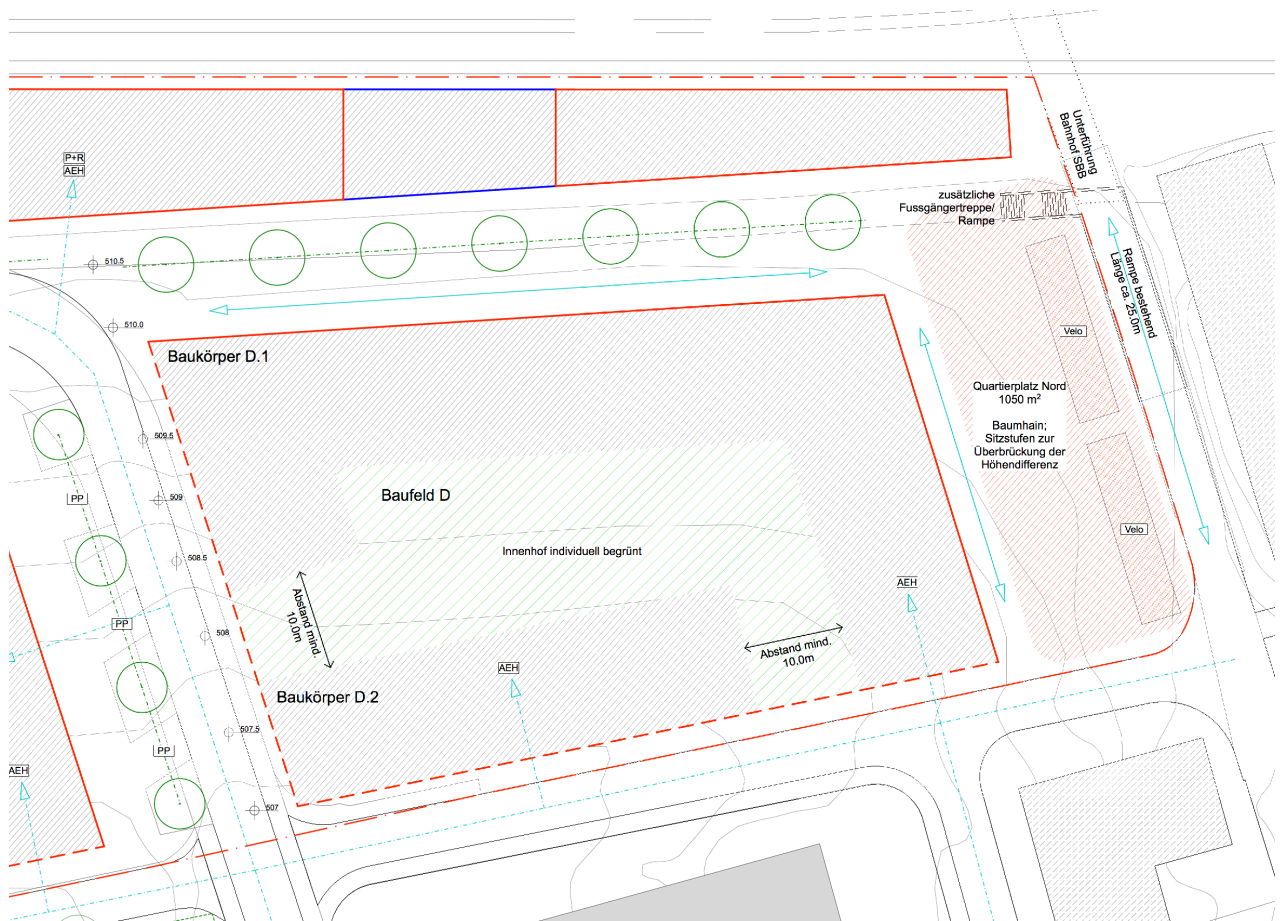 Unterführung
Bahnhof SBB
P+R
AEH
zusätzliche
Fussgängertreppe/
Rampe
510.5
Rampe bestehend
Länge ca. 25.0m
510.0
Velo
Baukörper D.1
Quartierplatz Nord
1050 m²
Baumhain;
Sitzstufen zur
Überbrückung der
Höhendifferenz
509.5
Baufeld D
PP
509
Velo
Innenhof individuell begrünt
508.5
AEH
Abstand mind.
10.0m
PP
508
Abstand mind.
10.0m
AEH
Baukörper D.2
507.5
PP
AEH
507